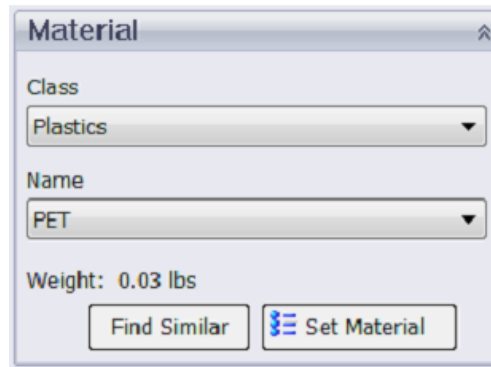 Material
Class
Plastics
Name
PET
Weight: 0.03 lbs
Find Similar Set Material